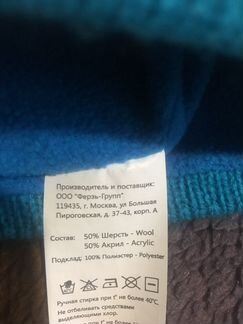 Производитель и поставщик:
ООО "Ферзь-Групп"
119435, г. Москва, ул Большая
Пироговская, д. 37-43, корп. А
Состав: 50% Шерсть - Wool
50% Акрил - Acrylic
Подклад: 100% Полиэстер - Polyester
Ручная стирка при t° не более 40°С.
Не отбеливать средствами
выделяющими хлор.